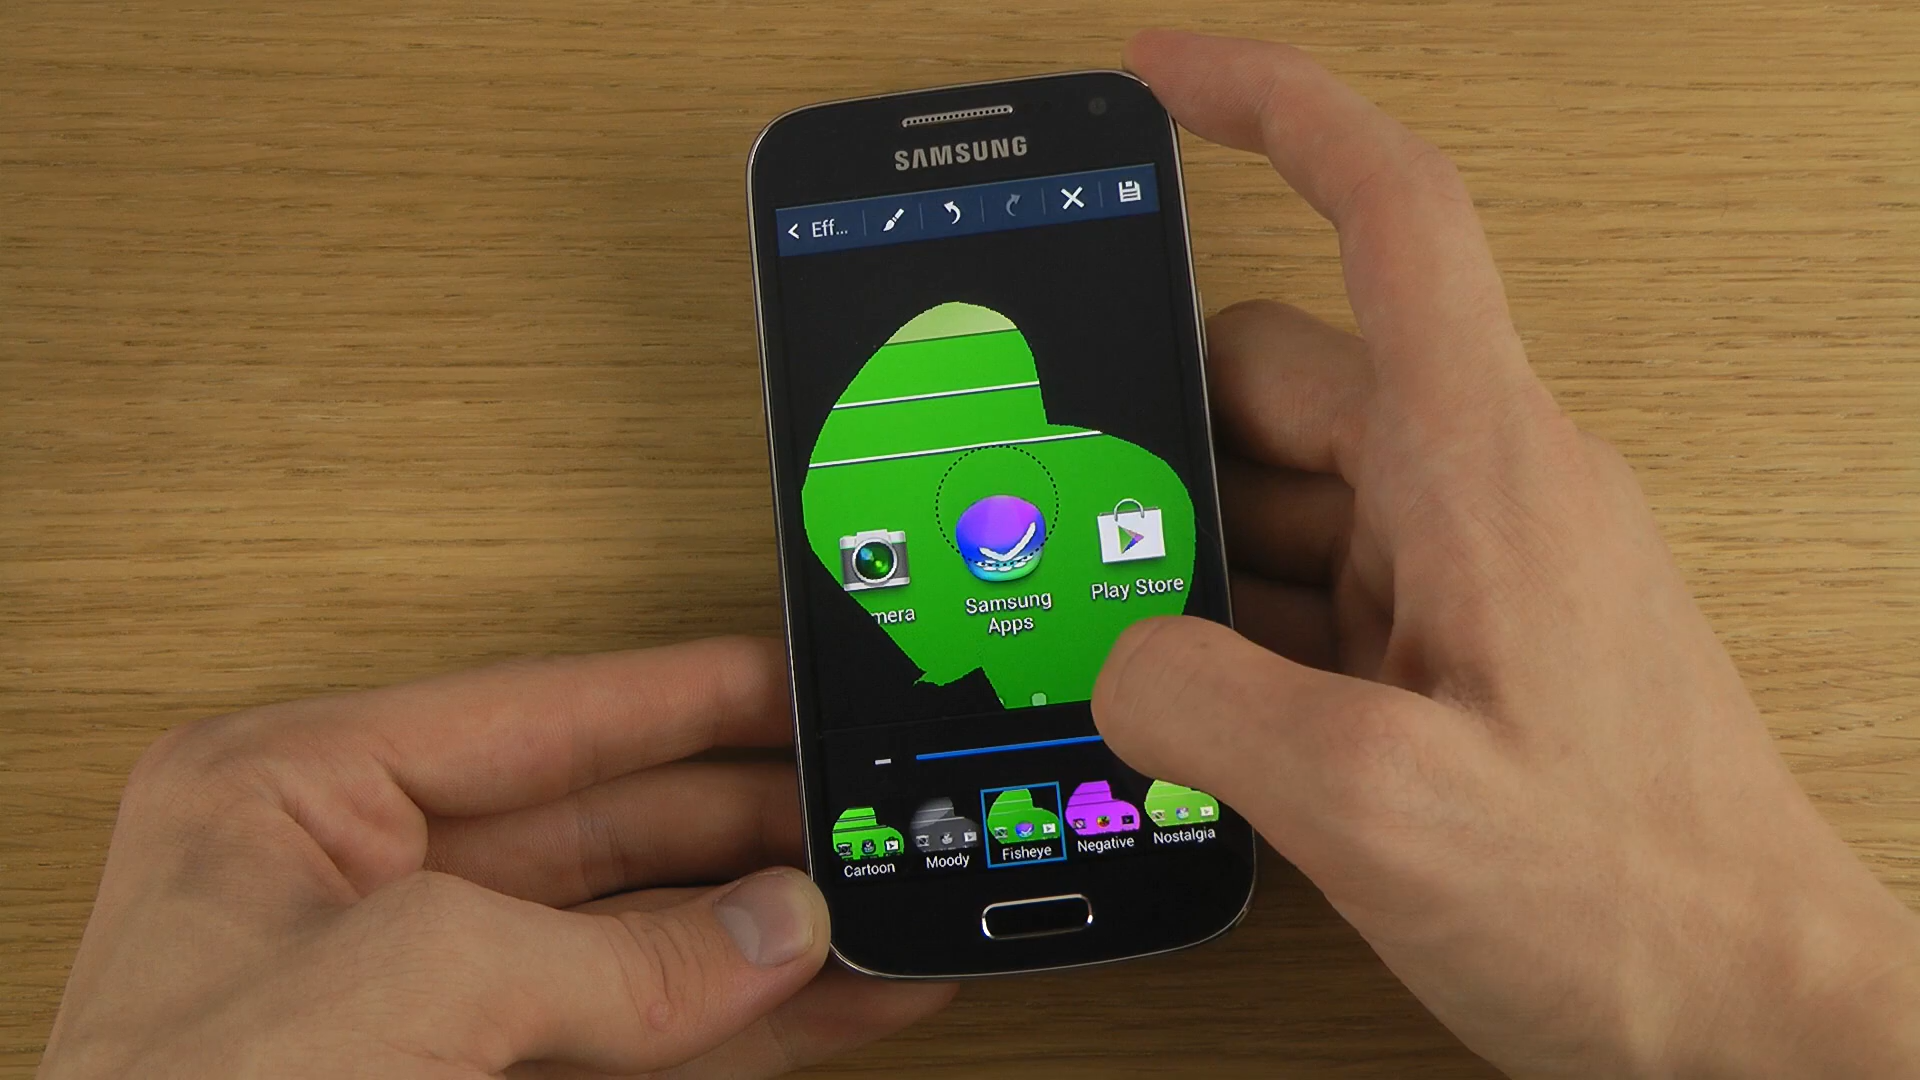 SAMSUNG
Eff...
mera
Samsung
Apps
Play Store
Cartoon
Moody
Fisheye
Negative
Nostalgia